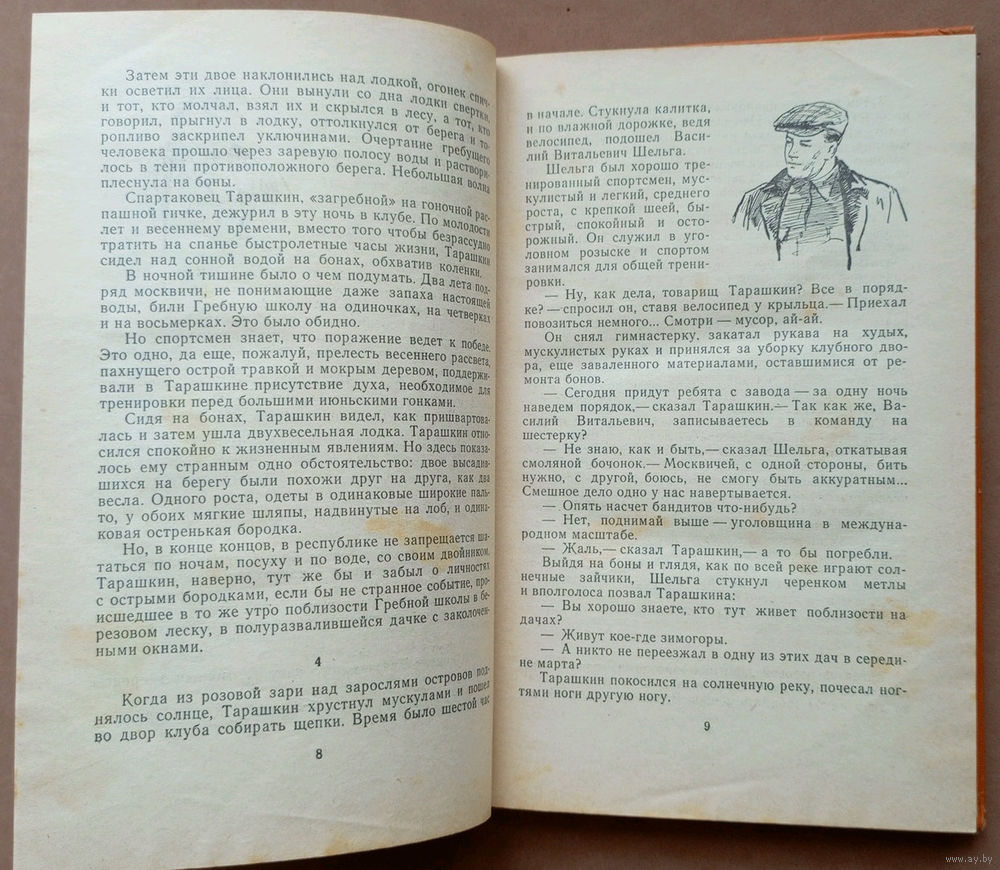 Затем эти двое наклонились над лодкой, огонек спич-
ки осветил их лица. Они вынули со дна лодки свертки,
и тот, кто молчал, взял их и скрылся в лесу, а тот, кто
говорил, прыгнул в лодку, оттолкнулся от берега и то-
ропливо заскрипел уключинами. Очертание гребущего
человека прошло через заревую полосу воды и раствори-
лось в тени противоположного берега. Небольшая волна
плеснула на боны.
Спартаковец Тарашкин, «загребной» на гоночной рас-
пашной гичке, дежурил в эту ночь в клубе. По молодости
лет и весеннему времени, вместо того чтобы безрассудно
тратить на спанье быстролетные часы жизни, Тарашкин
сидел над сонной водой на бонах, обхватив коленки.
В ночной тишине было о чем подумать. Два лета под-
ряд москвичи, не понимающие даже запаха настоящей
воды, били Гребную школу на одиночках, на четверках
и на восьмерках. Это было обидно.
Но спортсмен знает, что поражение ведет к победе.
Это одно, да еще, пожалуй, прелесть весеннего рассвета,
пахнущего острой травкой и мокрым деревом, поддержи-
вали в Тарашкине присутствие духа, необходимое для
тренировки перед большими июньскими гонками.
Сидя на бонах, Тарашкин видел, как пришвартова-
лась и затем ушла двухвесельная лодка. Тарашкин отно-
сился спокойно к жизненным явлениям. Но здесь показа-
лось ему странным одно обстоятельство: двое высадив-
шихся на берегу были похожи друг на друга, как два
весла. Одного роста, одеты в одинаковые широкие паль-
то, у обоих мягкие шляпы, надвинутые на лоб, и одина-
ковая остренькая бородка.
Но, в конце концов, в республике не запрещается ша-
таться по ночам, посуху и по воде, со своим двойником.
Тарашкин, наверно, тут же бы и забыл о личностях
с острыми бородками, если бы не странное событие, про-
исшедшее в то же утро поблизости Гребной школы в бе-
резовом леску, в полуразвалившейся дачке с заколочен-
ными окнами.
4
Когда из розовой зари над зарослями островов под-
нялось солнце, Тарашкин хрустнул мускулами и пошел
во двор клуба собирать щепки. Время было шестой час
8
в начале. Стукнула калитка,
и по влажной дорожке, ведя
велосипед, подошел Васи-
лий Витальевич Шельга.
Шельга был хорошо тре-
нированный спортсмен, мус-
кулистый и легкий, среднего
роста, с крепкой шеей, бы-
стрый, спокойный и осто-
рожный. Он служил в уго-
ловном розыске и спортом
занимался для общей трени-
ровки.
— Ну, как дела, товарищ Тарашкин? Все в поряд-
ке? — спросил он, ставя велосипед у крыльца.— Приехал
повозиться немного... Смотри — мусор, ай-ай.
Он снял гимнастерку, закатал рукава на худых,
мускулистых руках и принялся за уборку клубного дво-
ра, еще заваленного материалами, оставшимися от ре-
монта бонов.
— Сегодня придут ребята с завода — за одну ночь
наведем порядок,— сказал Тарашкин.— Так как же, Ва-
силий Витальевич, записываетесь в команду на
шестерку?
— Не знаю, как и быть,— сказал Шельга, откатывая
смоляной бочонок.— Москвичей, с одной стороны, бить
нужно, с другой, боюсь, не смогу быть аккуратным...
Смешное дело одно у нас навертывается.
— Опять насчет бандитов что-нибудь?
— Нет, поднимай выше — уголовщина в междуна-
родном масштабе.
— Жаль,— сказал Тарашкин,— а то бы погребли.
Выйдя на боны и глядя, как по всей реке играют сол-
нечные зайчики, Шельга стукнул черенком метлы
и вполголоса позвал Тарашкина:
— Вы хорошо знаете, кто тут живет поблизости на
дачах?
— Живут кое-где зимогоры.
— А никто не переезжал в одну из этих дач в середи-
не марта?
Тарашкин покосился на солнечную реку, почесал ног-
тями ноги другую ногу.
9
www.ay.by